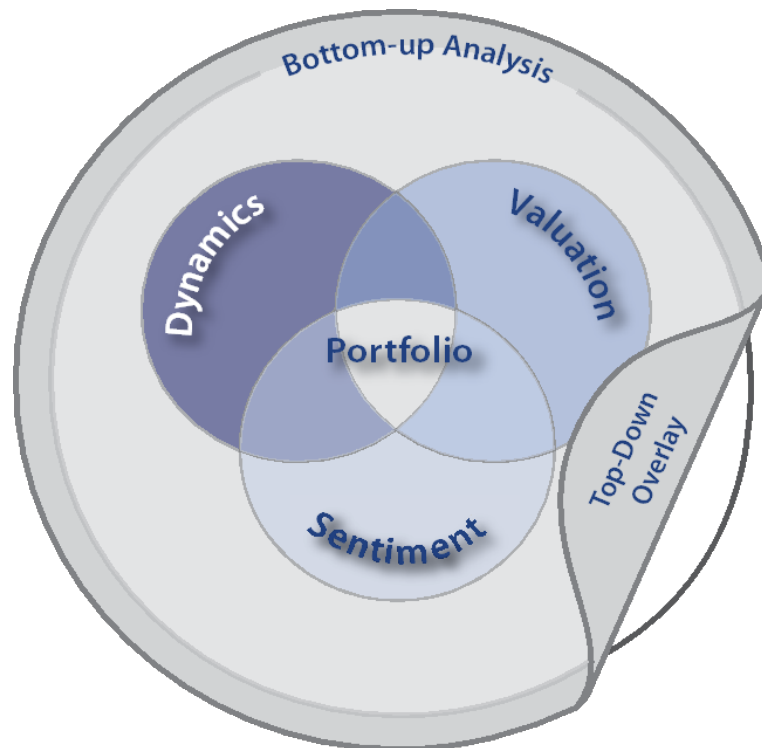 Bottom-up Analysis
Dynamics
Valuation
Portfolio
Top-Down
Overlay
Sentiment